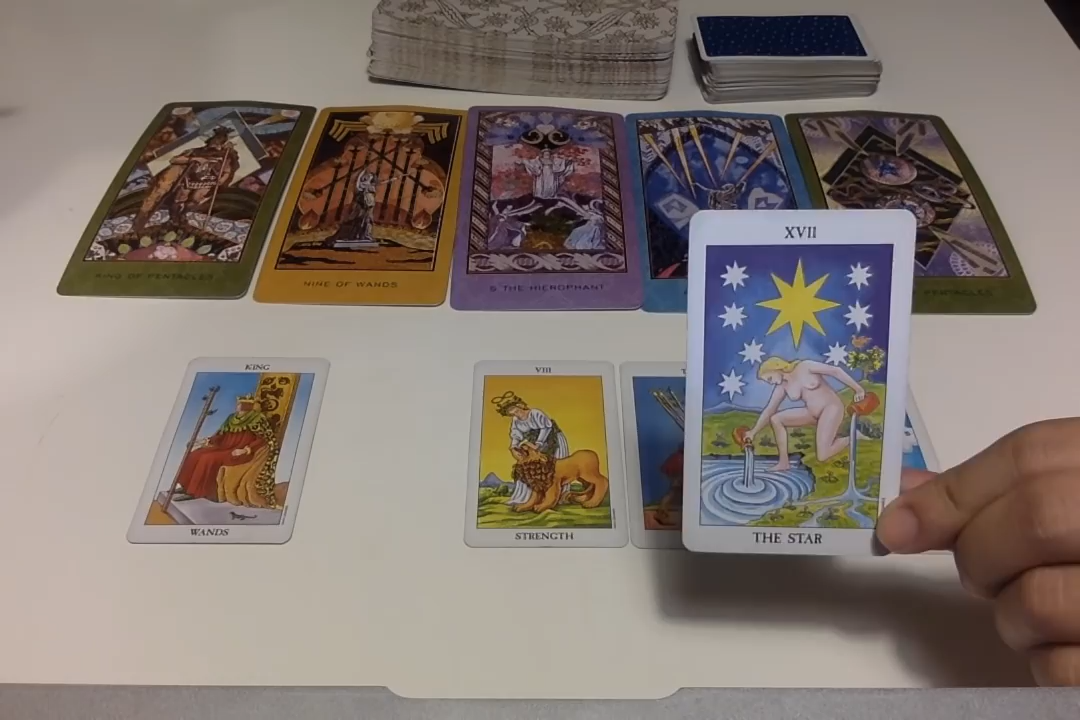 KING OF PENTACLES
NINE OF WANDS
5 THE HIEROPHANT
PENTACLES
KING
WANDS
VIII
STRENGTH
XVII
THE STAR